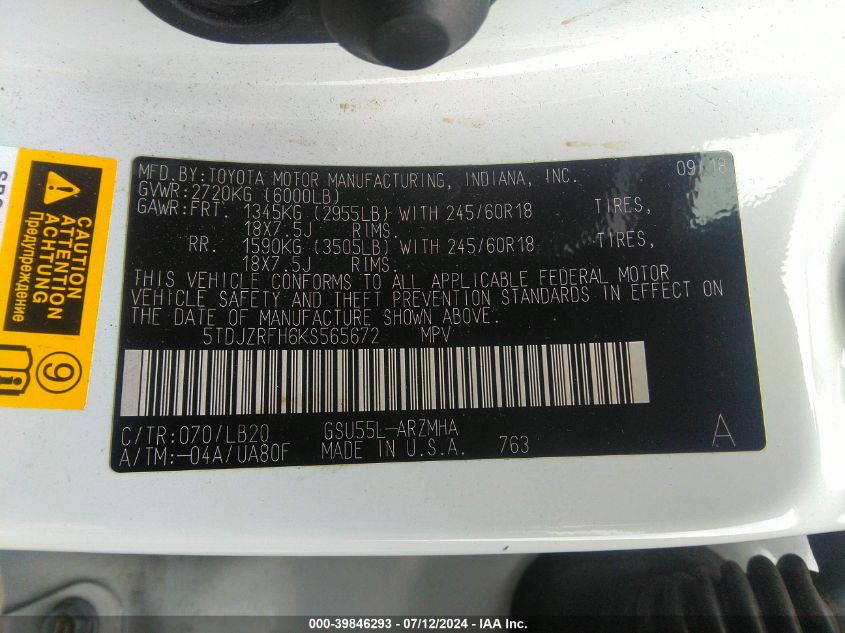 MFD.BY:TOYOTA MOTOR MANUFACTURING, INDIANA, INC. 09/18
GVWR:2720KG (6000LB)
GAWR:FRT. 1345KG (2955LB) WITH 245/60R18 TIRES,
18X7.5J RIMS.
RR. 1590KG (3505LB) WITH 245/60R18 TIRES,
18X7.5J RIMS.
THIS VEHICLE CONFORMS TO ALL APPLICABLE FEDERAL MOTOR
VEHICLE SAFETY AND THEFT PREVENTION STANDARDS IN EFFECT ON
THE DATE OF MANUFACTURE SHOWN ABOVE.
5TDJZRFH6KS565672 MPV
C/TR:070/LB20 GSU55L-ARZMHA A
A/TM:-04A/UA80F MADE IN U.S.A. 763
CAUTION
ATTENTION
ACHTUNG
Предупреждение
9
000-39846293 - 07/12/2024 - IAA Inc.